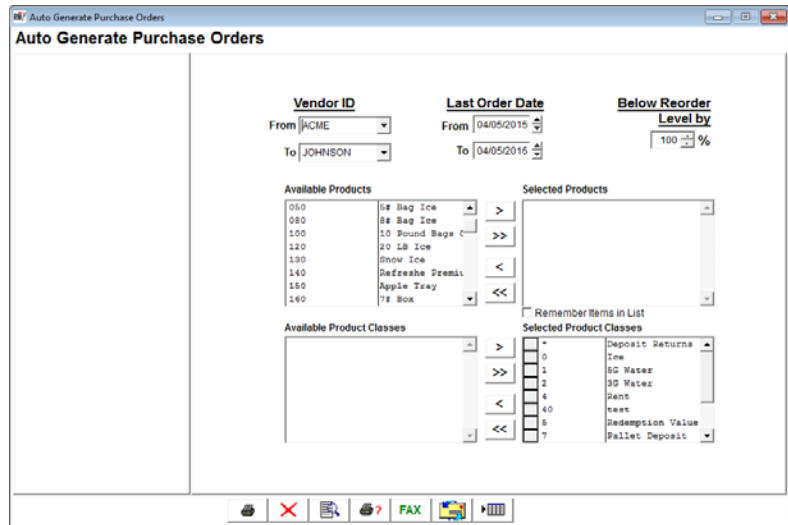 Auto Generate Purchase Orders
Auto Generate Purchase Orders
Vendor ID Last Order Date Below Reorder
Level by
From ACME From 04/05/2015 100 %
To JOHNSON To 04/05/2016
Available Products Selected Products
050 5# Bag Ice >
080 8# Bag Ice
100 10 Pound Bags >>
120 20 LB Ice
130 Snow Ice <
140 Refreshe Premiu
150 Apple Tray <<
160 7# Box
Remember Items in List
Available Product Classes Selected Product Classes
> * Deposit Returns
0 Ice
>> 1 5G Water
2 3G Water
< 4 Rent
40 test
<< 5 Redemption Value
7 Pallet Deposit
? FAX